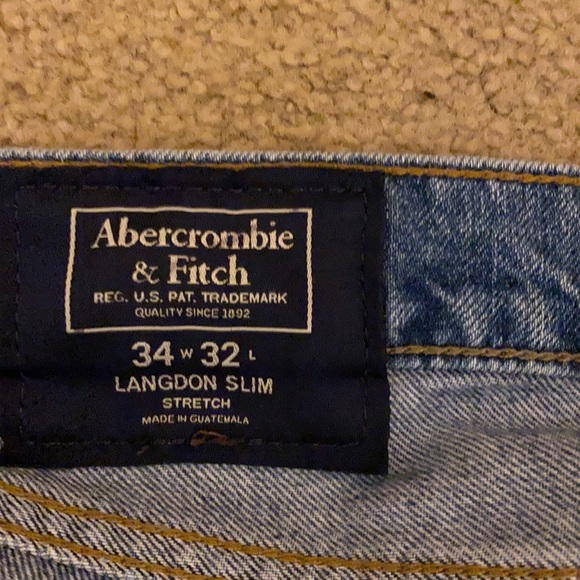 Abercrombie
& Fitch
REG. U.S. PAT. TRADEMARK
QUALITY SINCE 1892
34 W 32 L
LANGDON SLIM
STRETCH
MADE IN GUATEMALA